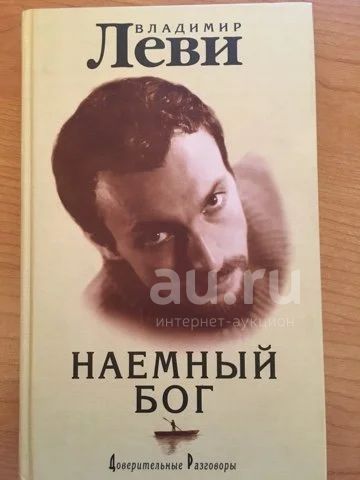 ВЛАДИМИР
Леви
au.ru
интернет-аукцион
НАЕМНЫЙ
БОГ
Доверительные Разговоры